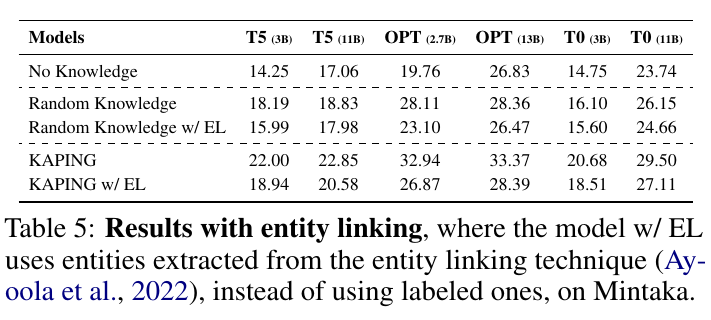 Models T5 (3B) T5 (11B) OPT (2.7B) OPT (13B) T0 (3B) T0 (11B)
No Knowledge 14.25 17.06 19.76 26.83 14.75 23.74
Random Knowledge 18.19 18.83 28.11 28.36 16.10 26.15
Random Knowledge w/ EL 15.99 17.98 23.10 26.47 15.60 24.66
KAPING 22.00 22.85 32.94 33.37 20.68 29.50
KAPING w/ EL 18.94 20.58 26.87 28.39 18.51 27.11
Table 5: Results with entity linking, where the model w/ EL
uses entities extracted from the entity linking technique (Ay-
oola et al., 2022), instead of using labeled ones, on Mintaka.